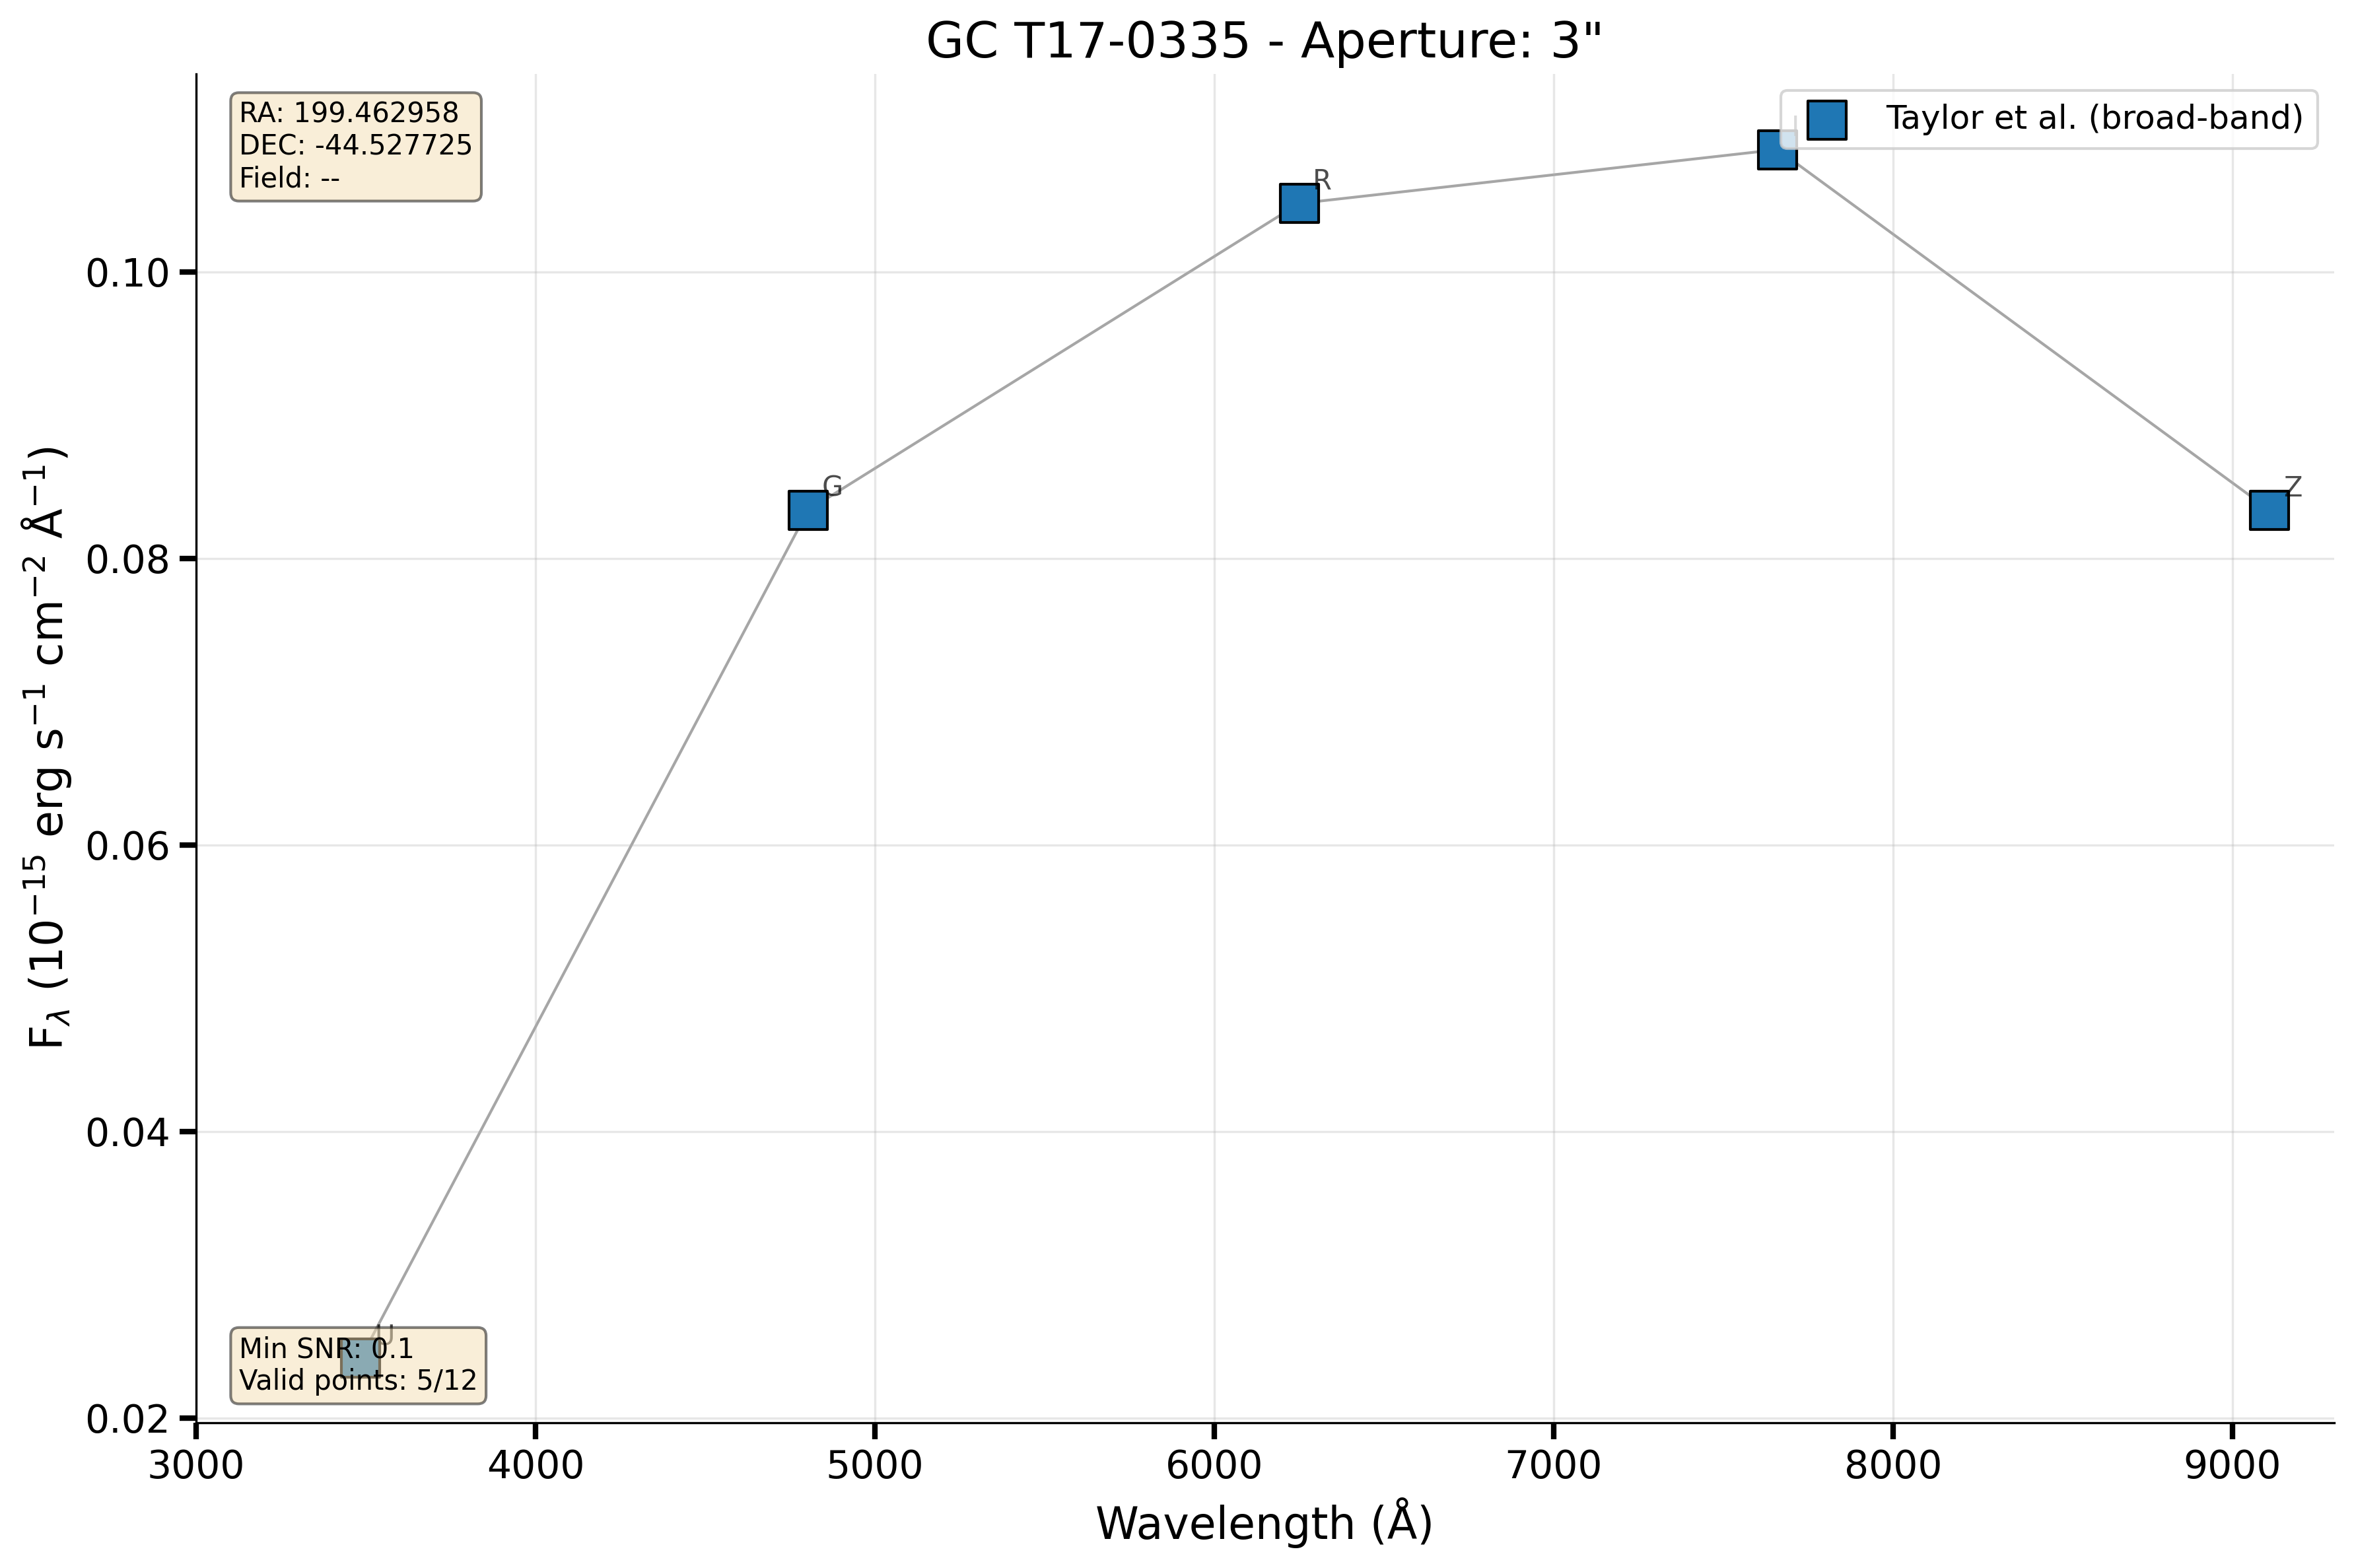 GC T17-0335 - Aperture: 3"
RA: 199.462958
DEC: -44.527725
Field: --
Taylor et al. (broad-band)
I
R
G
Z
U
Min SNR: 0.1
Valid points: 5/12
0.10
0.08
0.06
0.04
0.02
F_λ (10⁻¹⁵ erg s⁻¹ cm⁻² Å⁻¹)
3000 4000 5000 6000 7000 8000 9000
Wavelength (Å)